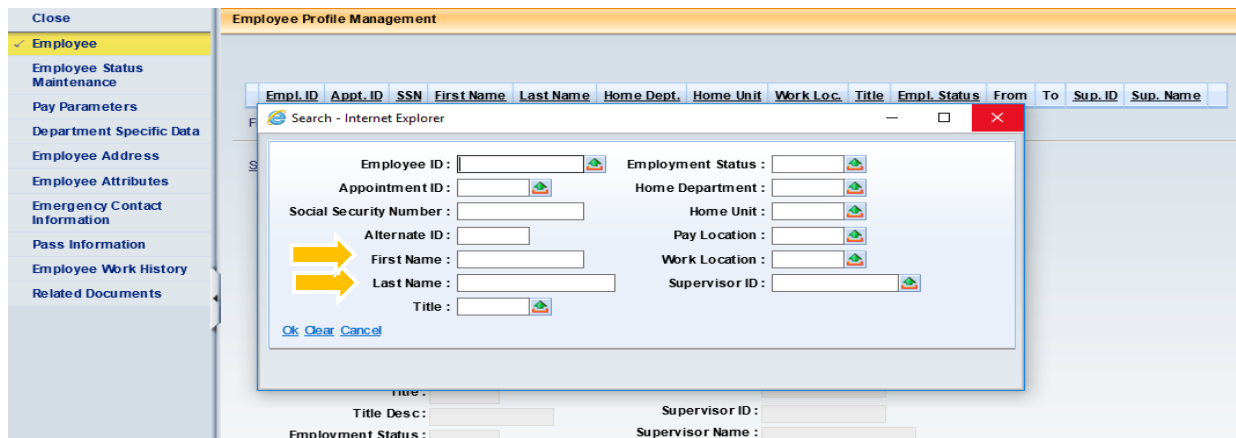 Close
Employee Profile Management
Employee
Employee Status
Maintenance
Pay Parameters
Department Specific Data
Employee Address
Employee Attributes
Emergency Contact
Information
Pass Information
Employee Work History
Related Documents
Empl. ID Appt. ID SSN First Name Last Name Home Dept. Home Unit Work Loc. Title Empl. Status From To Sup. ID Sup. Name
F
S
Search - Internet Explorer
Employee ID : Employment Status :
Appointment ID : Home Department :
Social Security Number : Home Unit :
Alternate ID : Pay Location :
First Name : Work Location :
Last Name : Supervisor ID :
Title :
Ok Clear Cancel
Title :
Title Desc : Supervisor ID :
Employment Status : Supervisor Name :